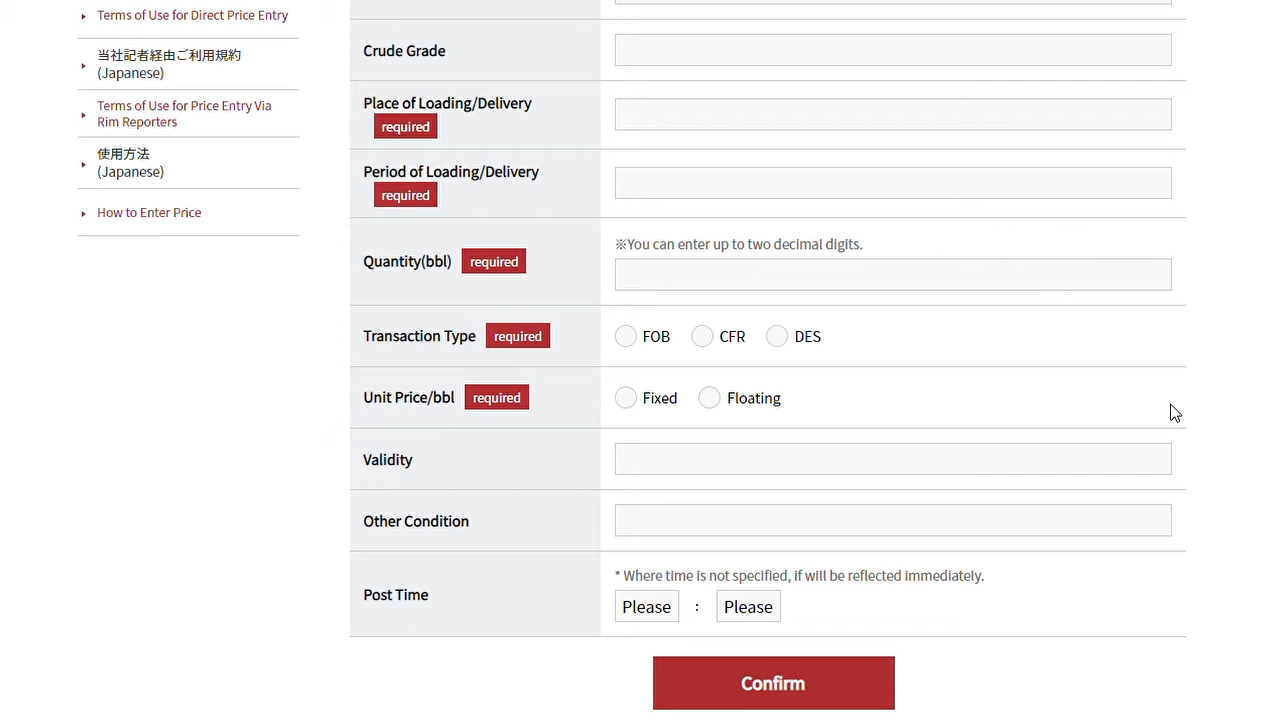 Terms of Use for Direct Price Entry
当社記者経由ご利用規約
(Japanese)
Terms of Use for Price Entry Via
Rim Reporters
使用方法
(Japanese)
How to Enter Price
Crude Grade
Place of Loading/Delivery
required
Period of Loading/Delivery
required
Quantity(bbl) required
※You can enter up to two decimal digits.
Transaction Type required
FOB CFR DES
Unit Price/bbl required
Fixed Floating
Validity
Other Condition
Post Time
* Where time is not specified, if will be reflected immediately.
Please : Please
Confirm